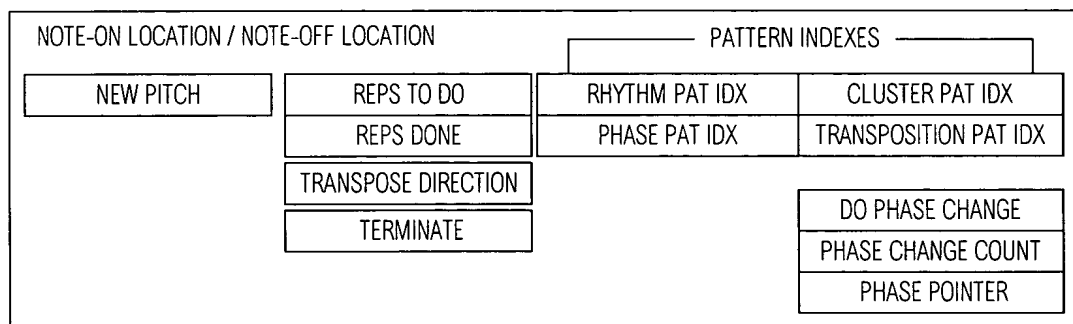 NOTE-ON LOCATION / NOTE-OFF LOCATION
PATTERN INDEXES
NEW PITCH
REPS TO DO
RHYTHM PAT IDX
CLUSTER PAT IDX
REPS DONE
PHASE PAT IDX
TRANSPOSITION PAT IDX
TRANSPOSE DIRECTION
TERMINATE
DO PHASE CHANGE
PHASE CHANGE COUNT
PHASE POINTER